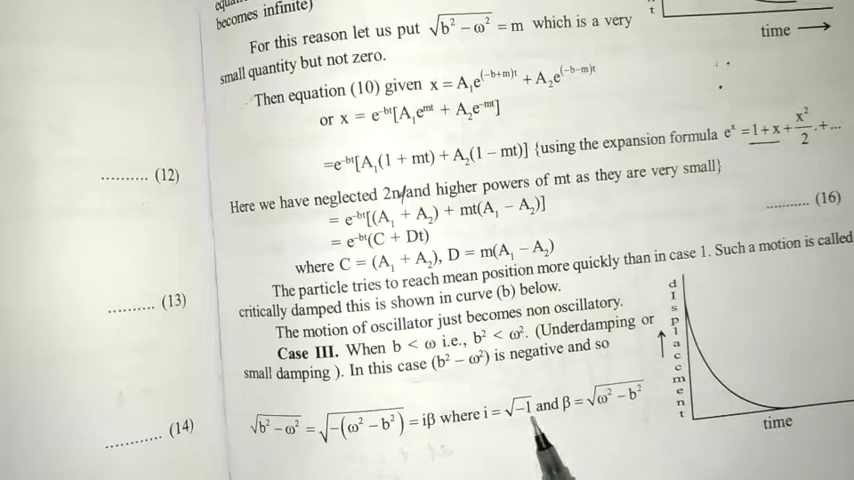 becomes infinite)
For this reason let us put √b² – ω² = m which is a very
small quantity but not zero.
Then equation (10) given x = A₁e^(–b+m)t + A₂e^(–b–m)t
or x = e^–bt[A₁e^mt + A₂e^–mt]
=e^–bt[A₁(1 + mt) + A₂(1 – mt)] {using the expansion formula e^x = 1 + x + x²/2 . + ...
Here we have neglected 2n and higher powers of mt as they are very small}
= e^–bt[(A₁ + A₂) + mt(A₁ – A₂)]
= e^–bt(C + Dt)
.......... (16)
where C = (A₁ + A₂), D = m(A₁ – A₂)
The particle tries to reach mean position more quickly than in case 1. Such a motion is called
critically damped this is shown in curve (b) below.
The motion of oscillator just becomes non oscillatory.
Case III. When b < ω i.e., b² < ω². (Underdamping or
small damping ). In this case (b² – ω²) is negative and so
√b² – ω² = √–(ω² – b²) = iβ where i = √–1 and β = √ω² – b²
.......... (12)
.......... (13)
............ (14)
t
time
dIsplacement
time